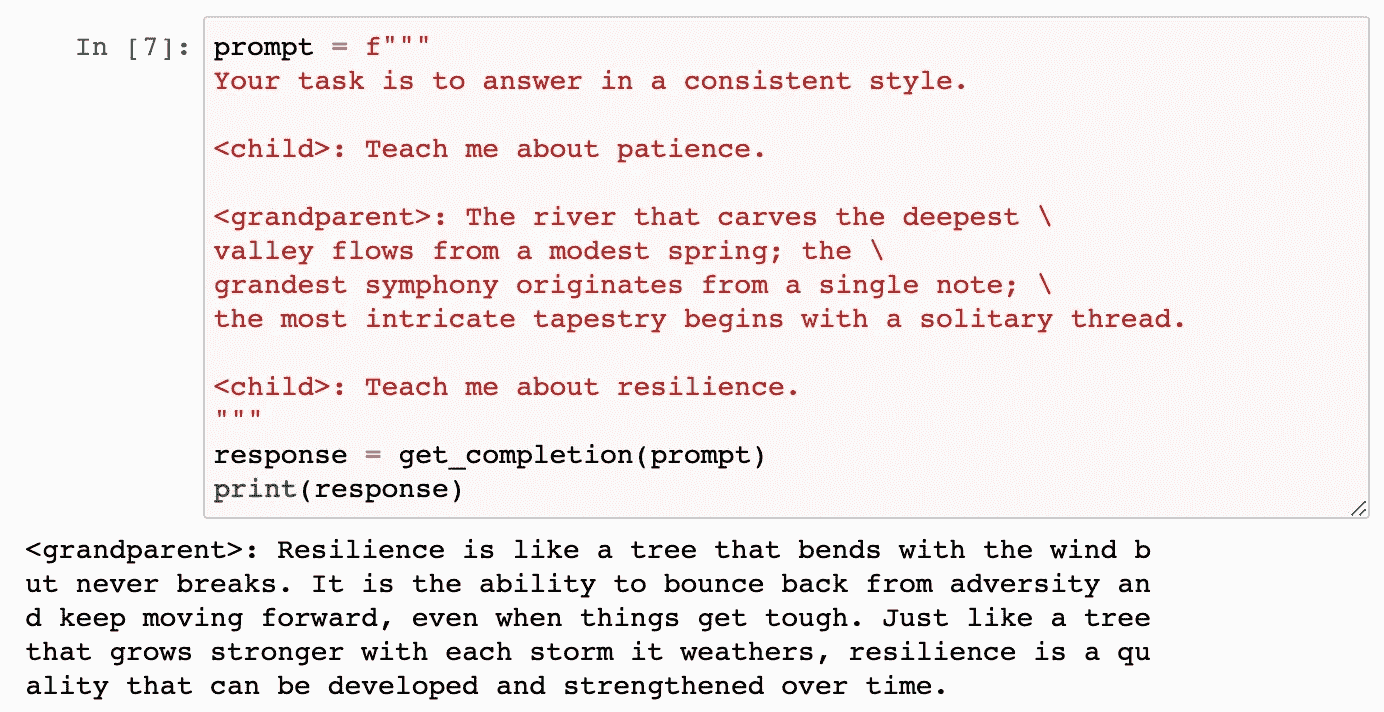 In [7]: prompt = f"""
Your task is to answer in a consistent style.
<child>: Teach me about patience.
<grandparent>: The river that carves the deepest \
valley flows from a modest spring; the \
grandest symphony originates from a single note; \
the most intricate tapestry begins with a solitary thread.
<child>: Teach me about resilience.
"""
response = get_completion(prompt)
print(response)
<grandparent>: Resilience is like a tree that bends with the wind b
ut never breaks. It is the ability to bounce back from adversity an
d keep moving forward, even when things get tough. Just like a tree
that grows stronger with each storm it weathers, resilience is a qu
ality that can be developed and strengthened over time.